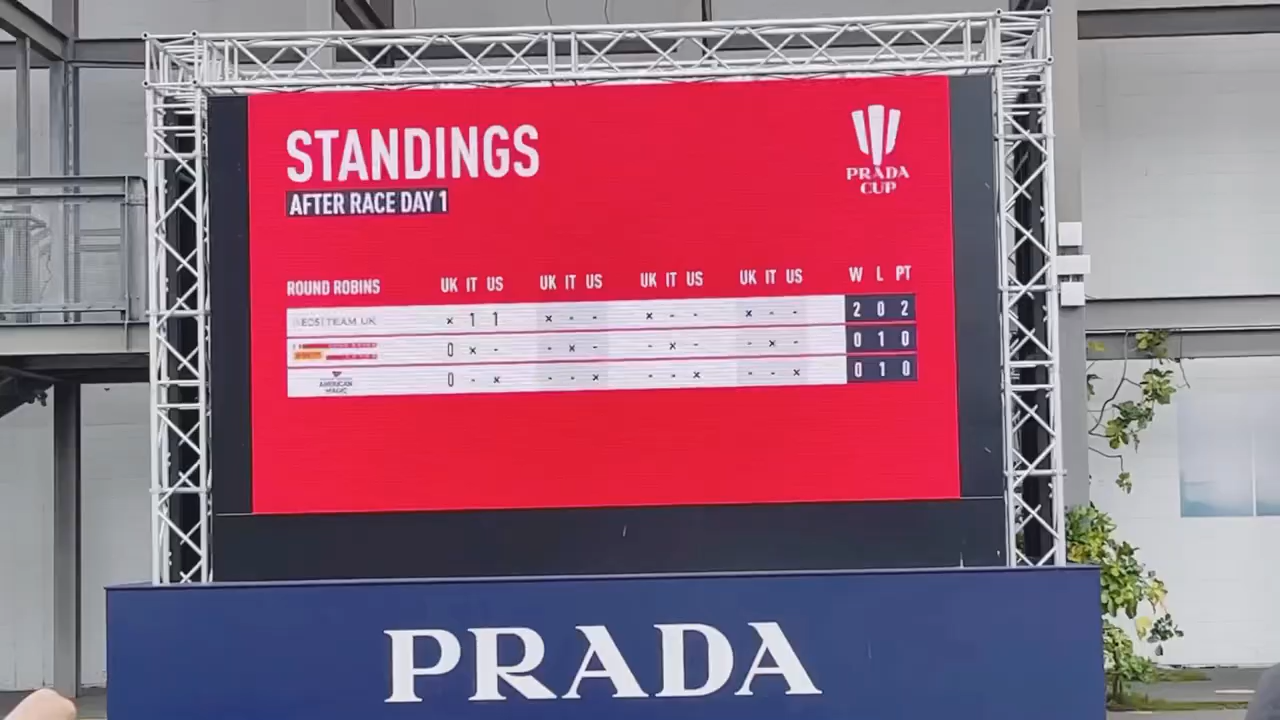 STANDINGS
PRADA
CUP
AFTER RACE DAY 1
ROUND ROBINS UK IT US UK IT US UK IT US UK IT US W L PT
TEAM UK × 1 1 × - - × - - × - - 2 0 2
0 × - - × - - × - - × - 0 1 0
AMERICAN MAGIC 0 - × - - × - - × - - × 0 1 0
PRADA